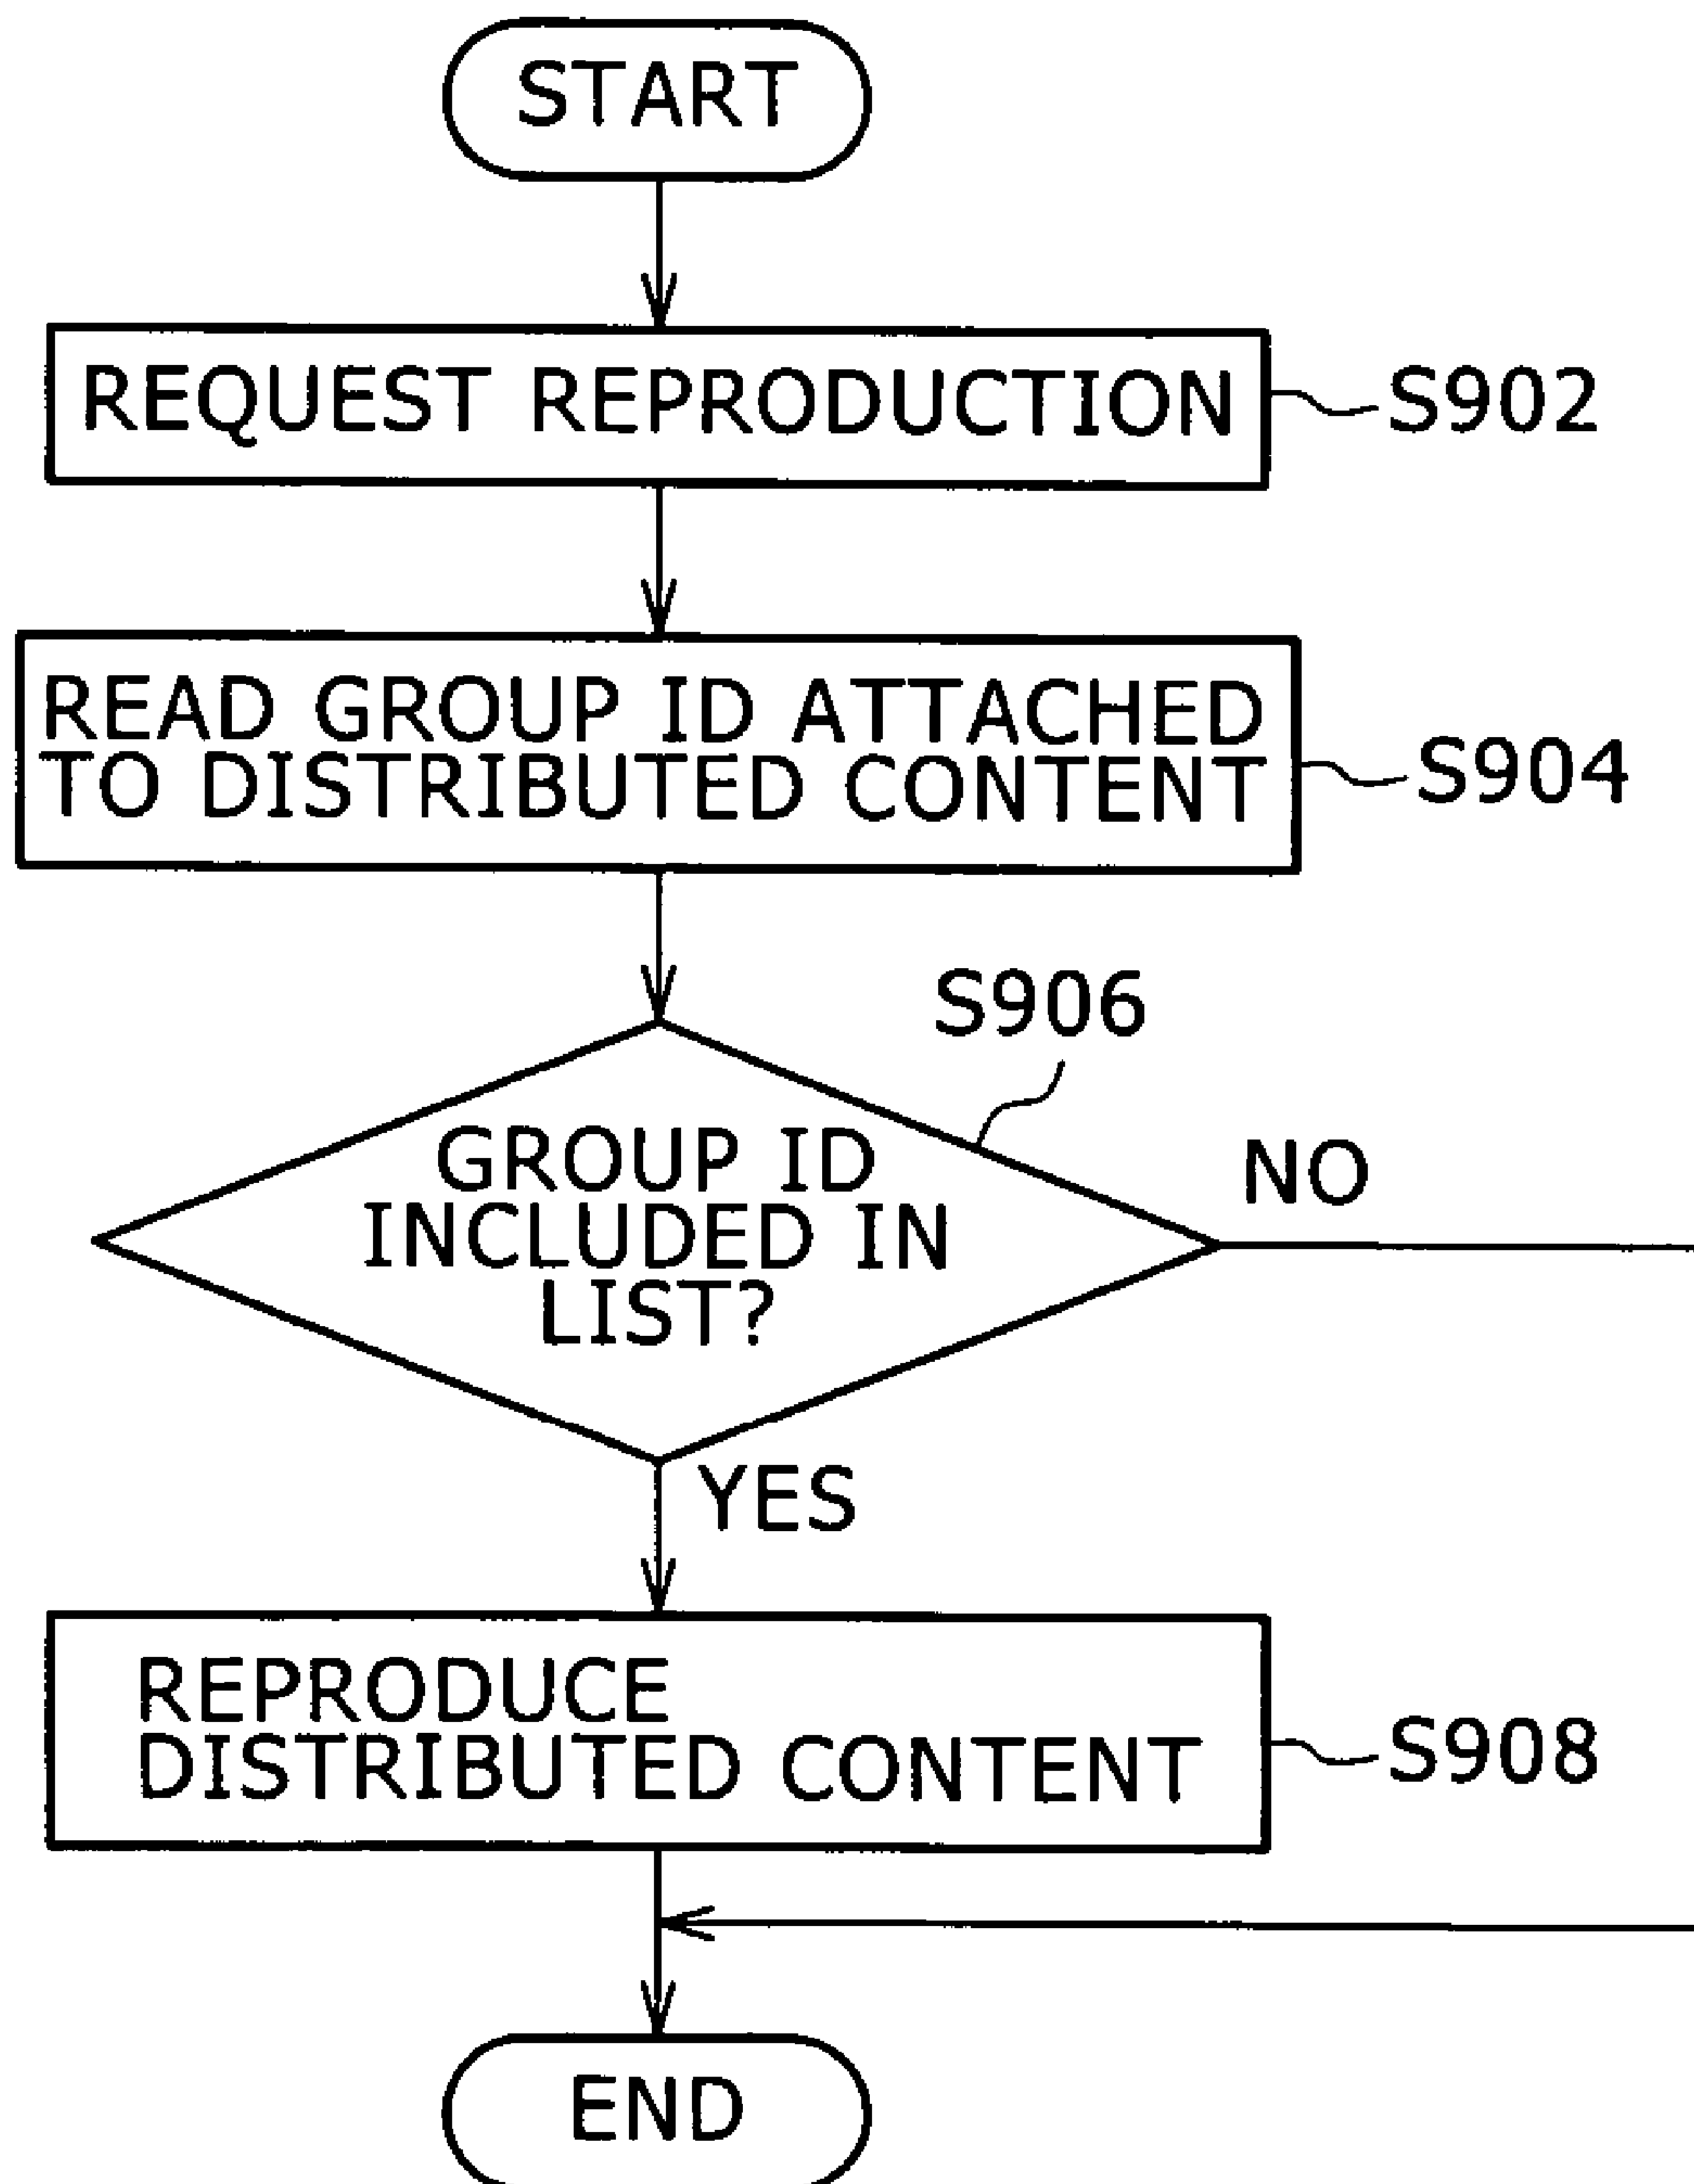 START
REQUEST REPRODUCTION
S902
READ GROUP ID ATTACHED
TO DISTRIBUTED CONTENT
S904
S906
GROUP ID
INCLUDED IN
LIST?
NO
YES
REPRODUCE
DISTRIBUTED CONTENT
S908
END